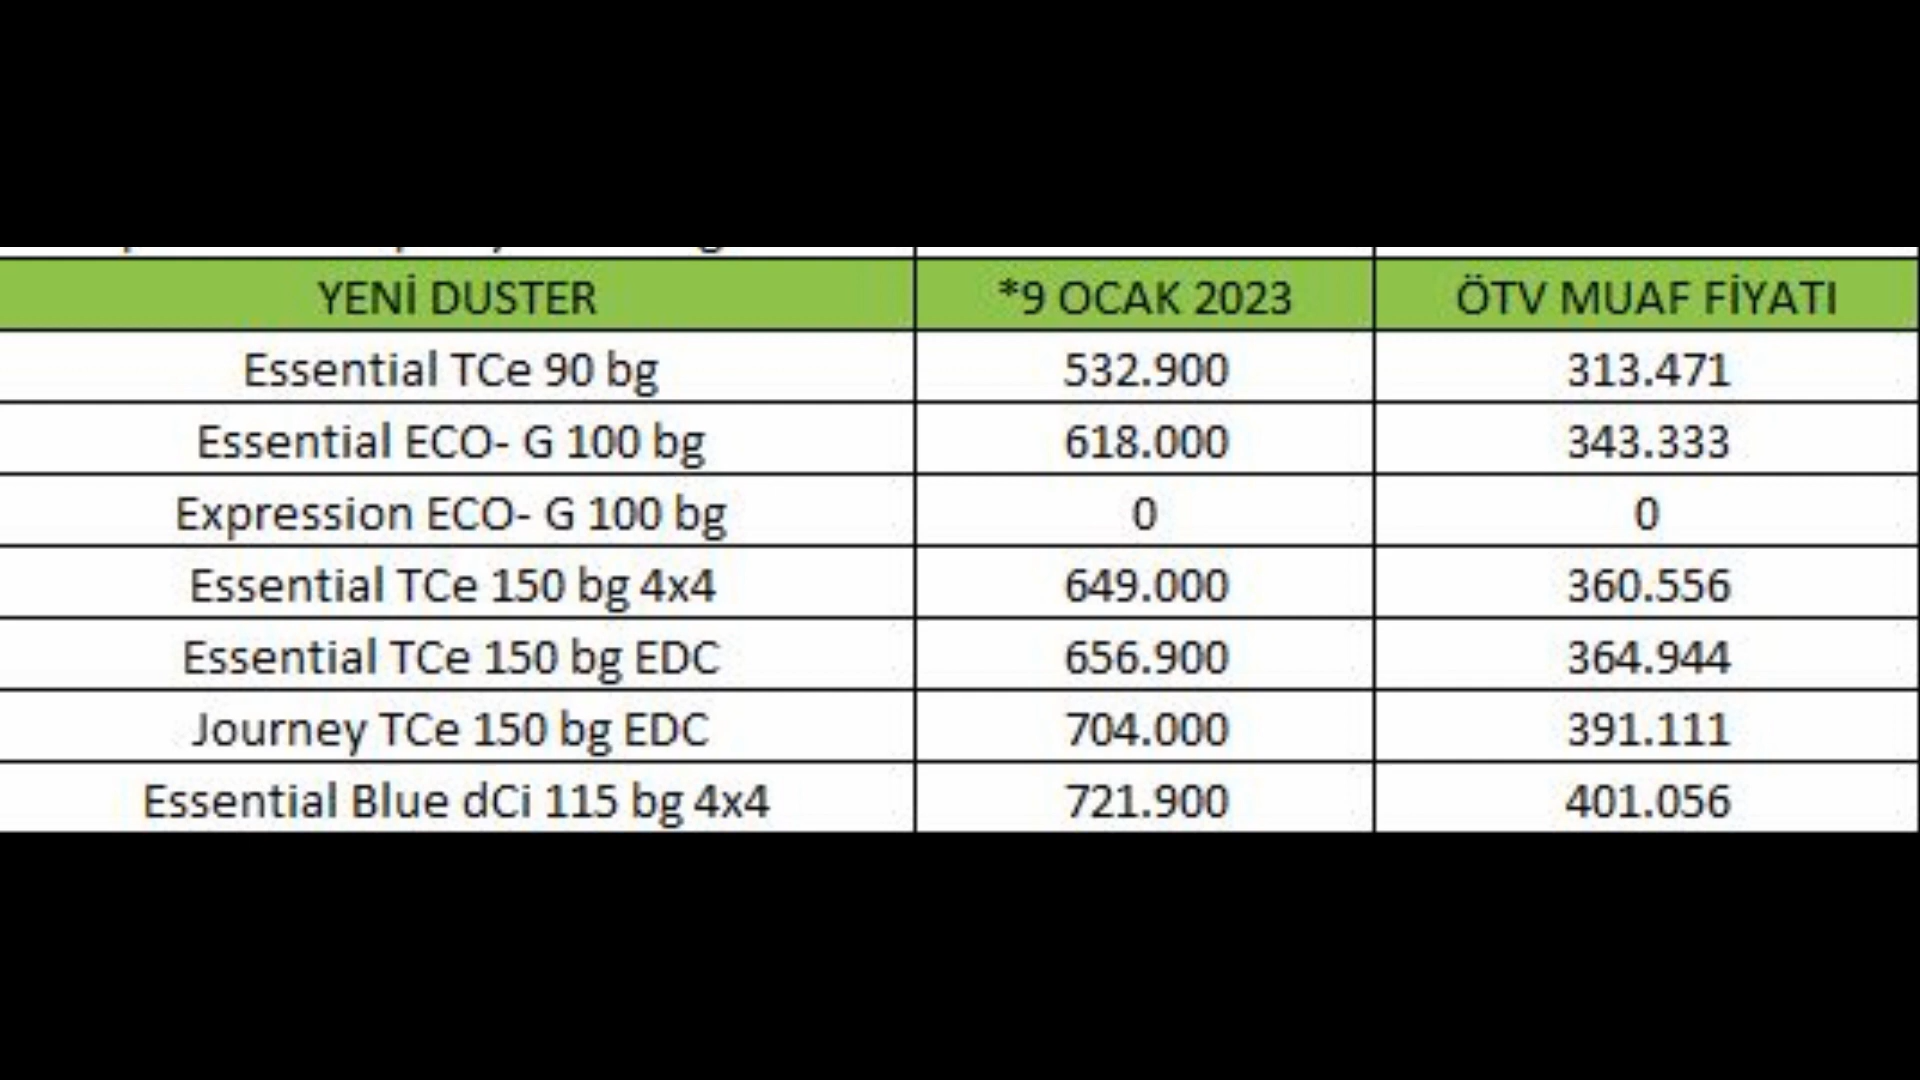 YENİ DUSTER *9 OCAK 2023 ÖTV MUAF FİYATI
Essential TCe 90 bg 532.900 313.471
Essential ECO- G 100 bg 618.000 343.333
Expression ECO- G 100 bg 0 0
Essential TCe 150 bg 4x4 649.000 360.556
Essential TCe 150 bg EDC 656.900 364.944
Journey TCe 150 bg EDC 704.000 391.111
Essential Blue dCi 115 bg 4x4 721.900 401.056